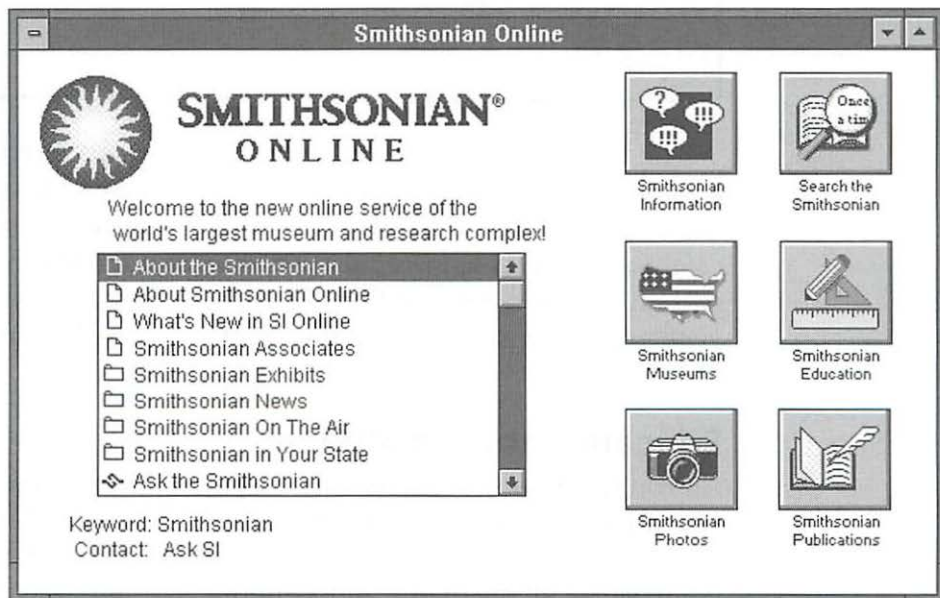 Smithsonian Online
SMITHSONIAN®
ONLINE
Welcome to the new online service of the
world's largest museum and research complex!
About the Smithsonian
About Smithsonian Online
What's New in SI Online
Smithsonian Associates
Smithsonian Exhibits
Smithsonian News
Smithsonian On The Air
Smithsonian in Your State
Ask the Smithsonian
Keyword: Smithsonian
Contact: Ask SI
?
!!!
!!!
Smithsonian
Information
Once
a tim
Search the
Smithsonian
Smithsonian
Museums
Smithsonian
Education
Smithsonian
Photos
Smithsonian
Publications